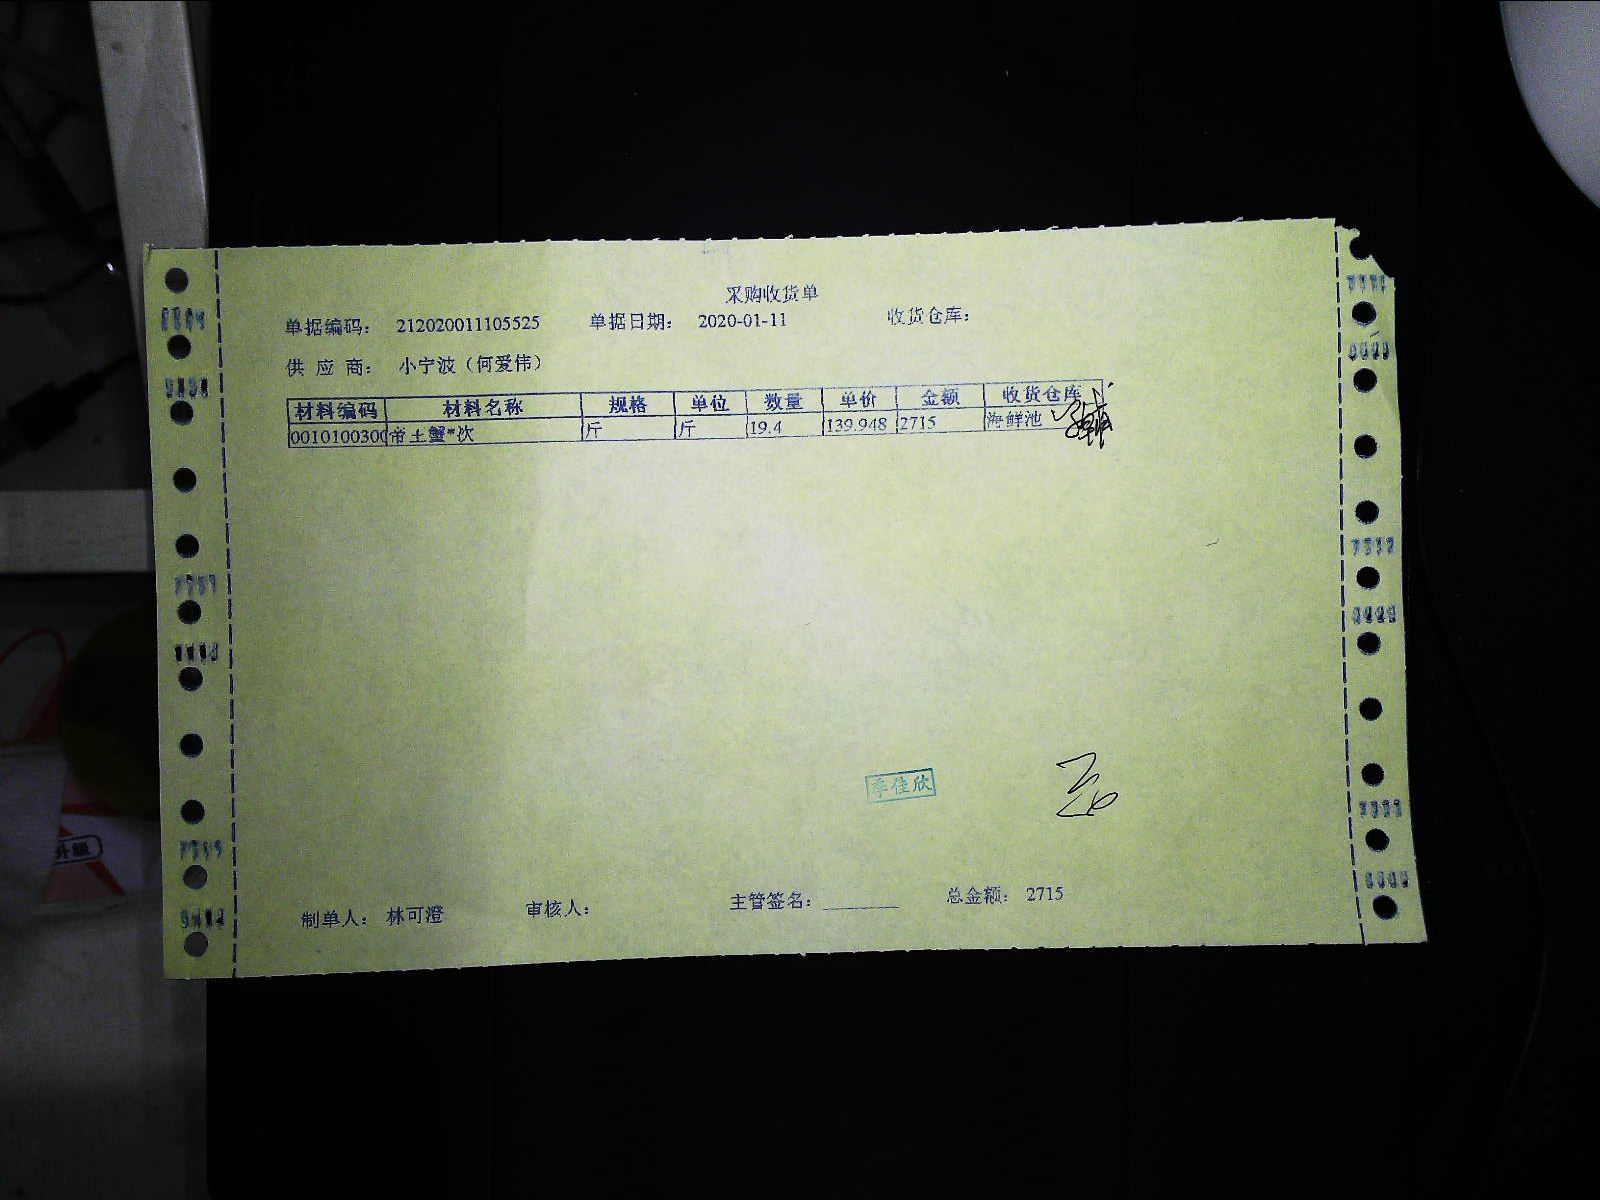 采购收货单
单据编码： 212020011105525 单据日期： 2020-01-11 收货仓库：
供 应 商： 小宁波（何爱伟）
材料编码 材料名称 规格 单位 数量 单价 金额 收货仓库
0010100300 帝王蟹*次 斤 斤 19.4 139.948 2715 海鲜池
季佳欣
制单人： 林可澄 审核人： 主管签名：________ 总金额： 2715
升级